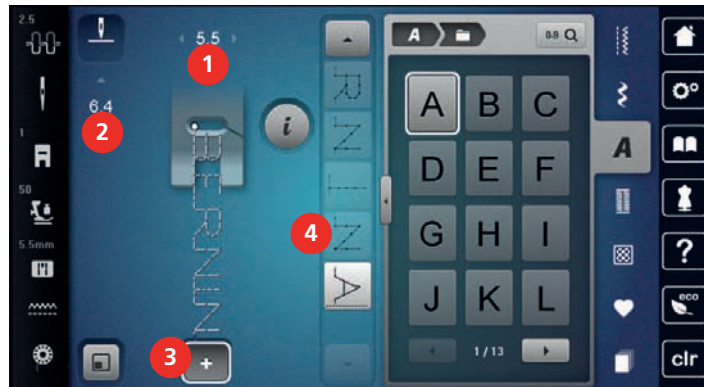 2.5
5.5
1
6.4
2
1
50
5.5mm
i
4
3
+
-
A
0-9
A
A B C
D E F
G H I
J K L
1/13
?
eco
clr
BERNINA